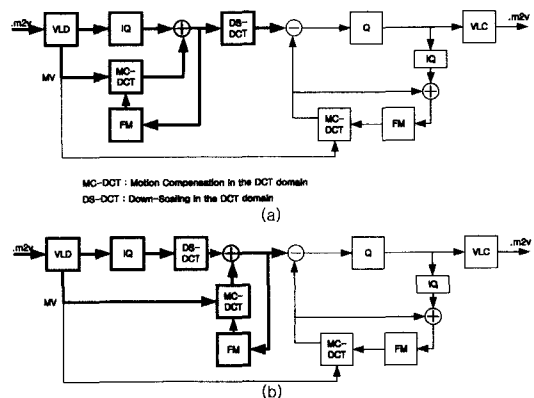 .m2v
VLD
IQ
DS-
DCT
Q
VLC
.m2v
IQ
MV
MC-
DCT
FM
MC-
DCT
FM
MC-DCT : Motion Compensation in the DCT domain
DS-DCT : Down-Scaling in the DCT domain
(a)
.m2v
VLD
IQ
DS-
DCT
Q
VLC
.m2v
IQ
MV
MC-
DCT
FM
MC-
DCT
FM
(b)